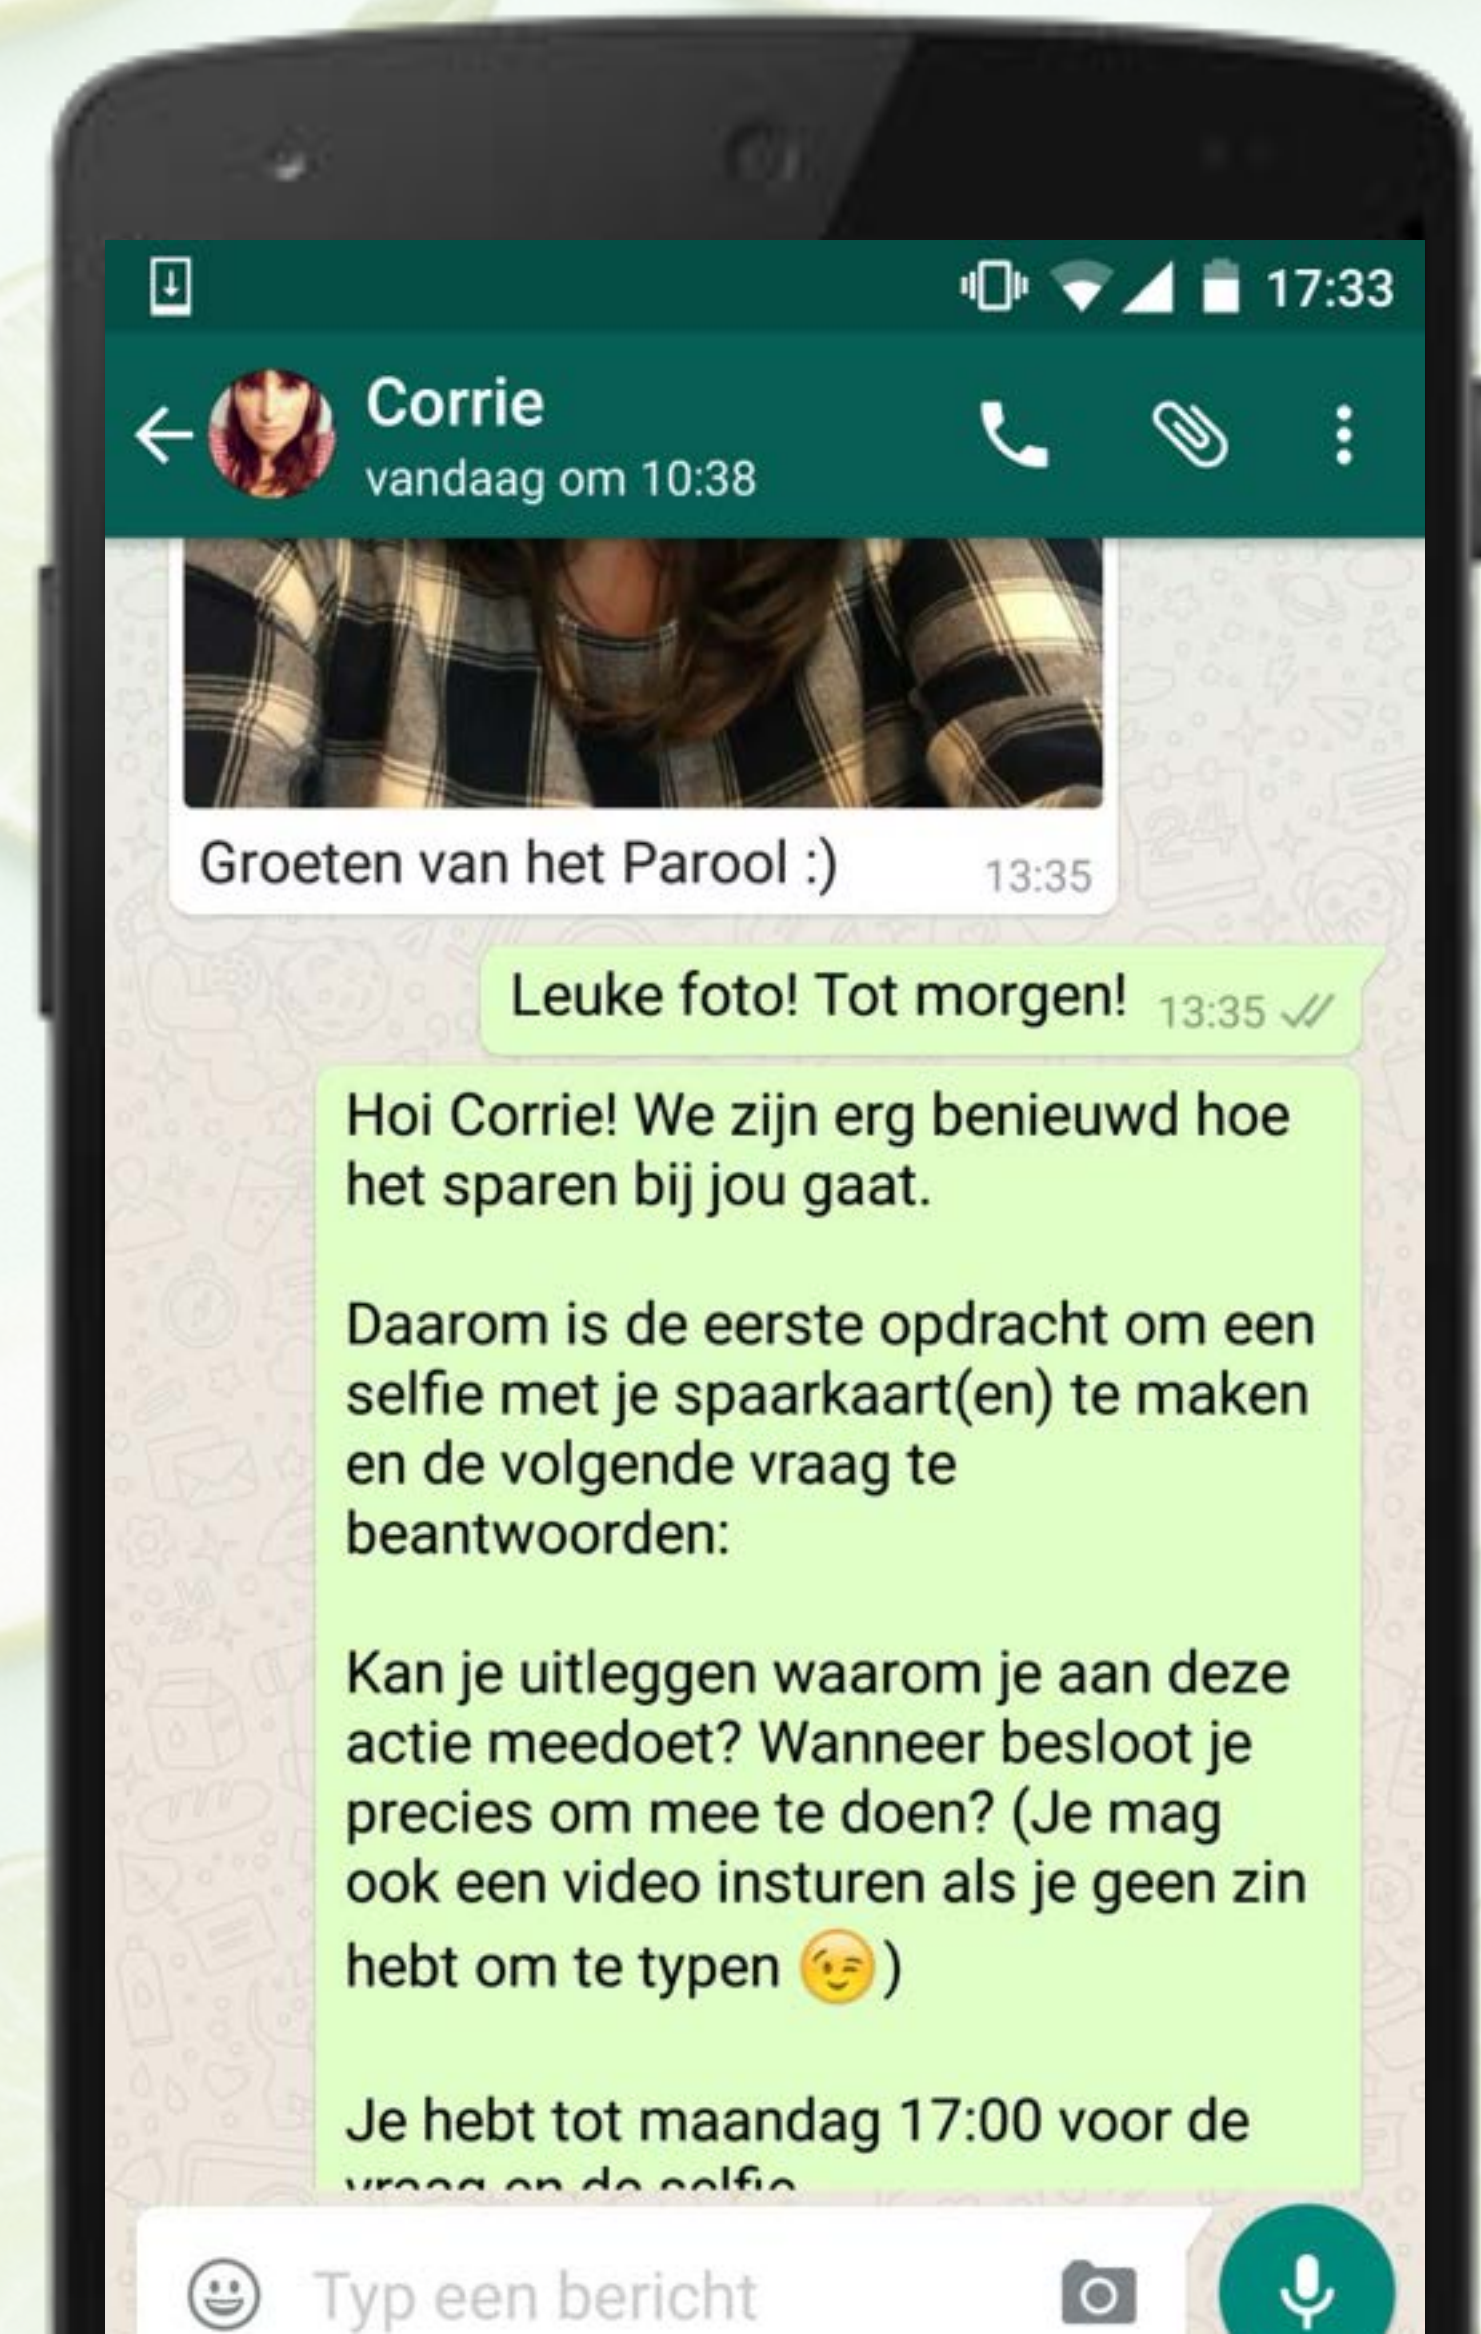 17:33
Corrie
vandaag om 10:38
Groeten van het Parool :) 13:35
Leuke foto! Tot morgen! 13:35
Hoi Corrie! We zijn erg benieuwd hoe
het sparen bij jou gaat.
Daarom is de eerste opdracht om een
selfie met je spaarkaart(en) te maken
en de volgende vraag te
beantwoorden:
Kan je uitleggen waarom je aan deze
actie meedoet? Wanneer besloot je
precies om mee te doen? (Je mag
ook een video insturen als je geen zin
hebt om te typen 😉)
Je hebt tot maandag 17:00 voor de
vraag en de selfie
Typ een bericht